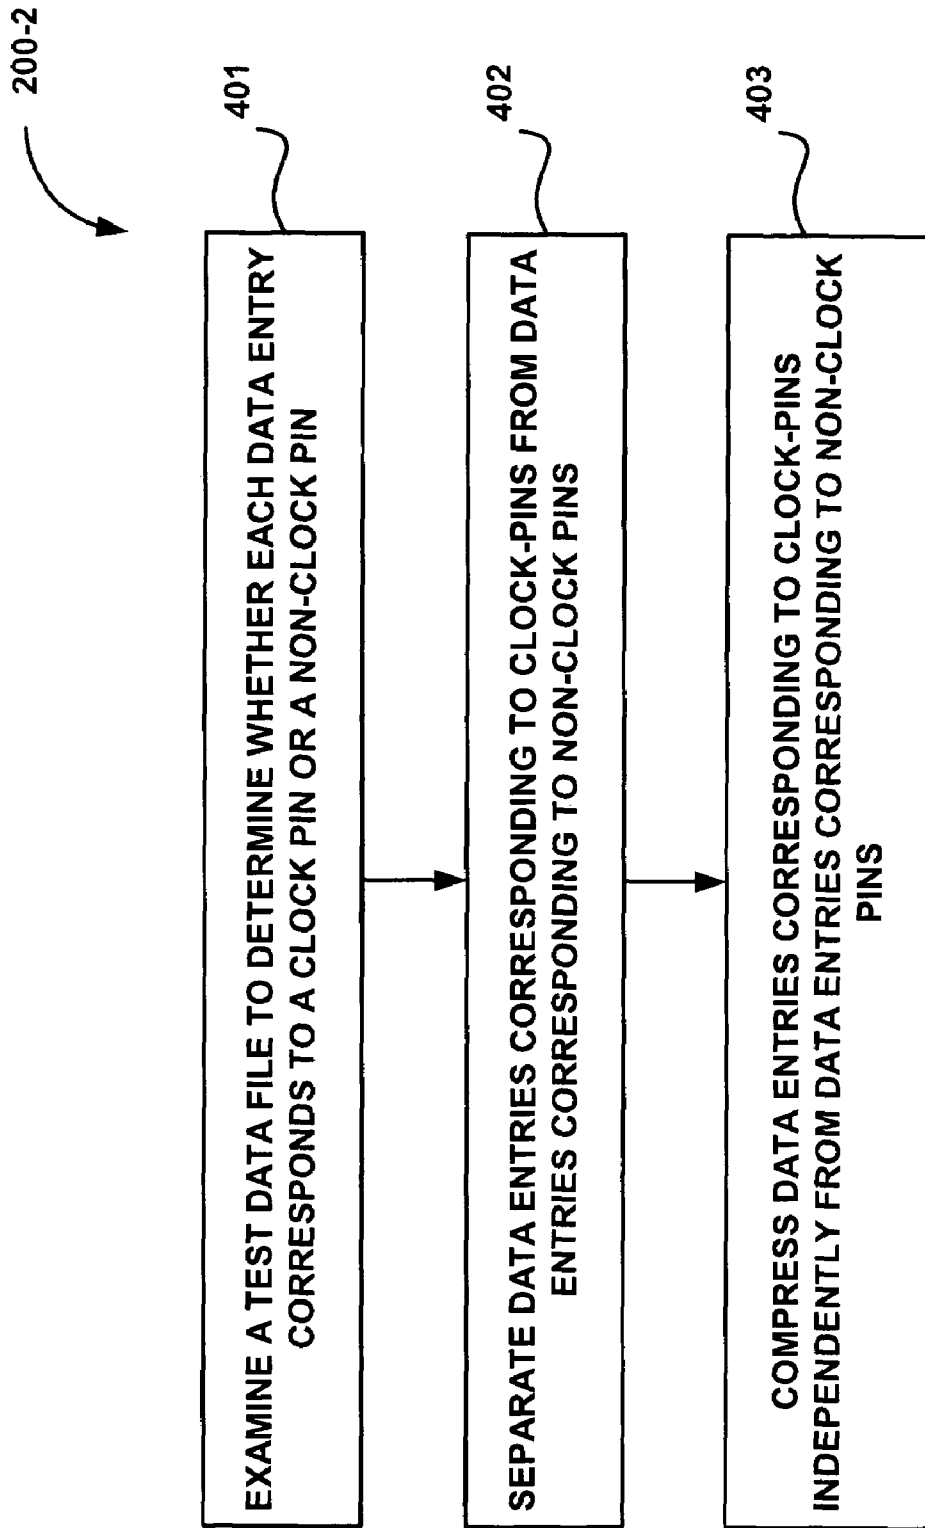 200-2
401
EXAMINE A TEST DATA FILE TO DETERMINE WHETHER EACH DATA ENTRY
CORRESPONDS TO A CLOCK PIN OR A NON-CLOCK PIN
402
SEPARATE DATA ENTRIES CORRESPONDING TO CLOCK-PINS FROM DATA
ENTRIES CORRESPONDING TO NON-CLOCK PINS
403
COMPRESS DATA ENTRIES CORRESPONDING TO CLOCK-PINS
INDEPENDENTLY FROM DATA ENTRIES CORRESPONDING TO NON-CLOCK
PINS